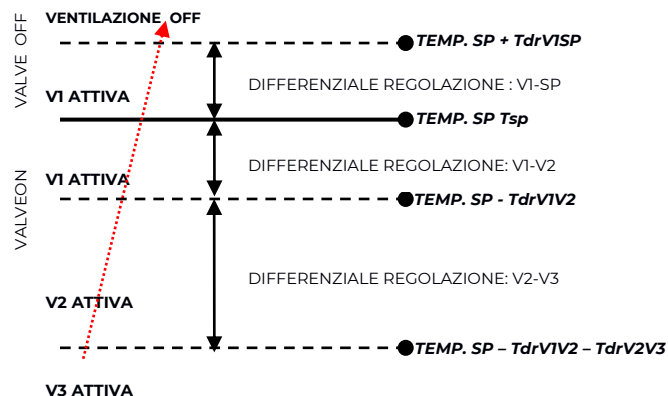 VENTILAZIONE OFF
TEMP. SP + TdrV1SP
VALVE OFF
DIFFERENZIALE REGOLAZIONE : V1-SP
V1 ATTIVA
TEMP. SP Tsp
DIFFERENZIALE REGOLAZIONE: V1-V2
V1 ATTIVA
VALVEON
TEMP. SP - TdrV1V2
DIFFERENZIALE REGOLAZIONE: V2-V3
V2 ATTIVA
TEMP. SP – TdrV1V2 – TdrV2V3
V3 ATTIVA